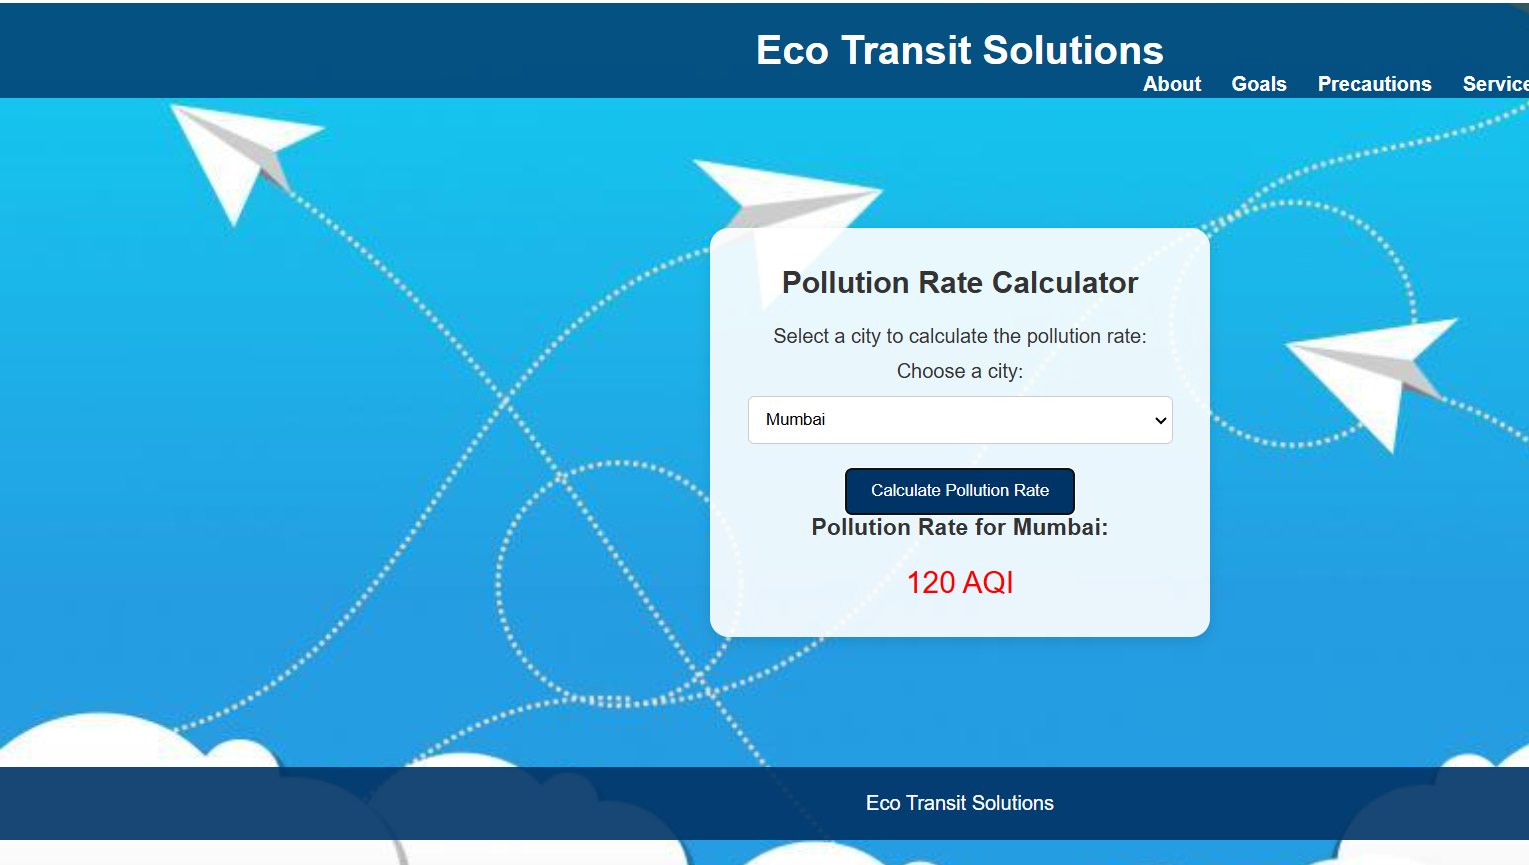 Eco Transit Solutions
About Goals Precautions Service
Pollution Rate Calculator
Select a city to calculate the pollution rate:
Choose a city:
Mumbai
Calculate Pollution Rate
Pollution Rate for Mumbai:
120 AQI
Eco Transit Solutions